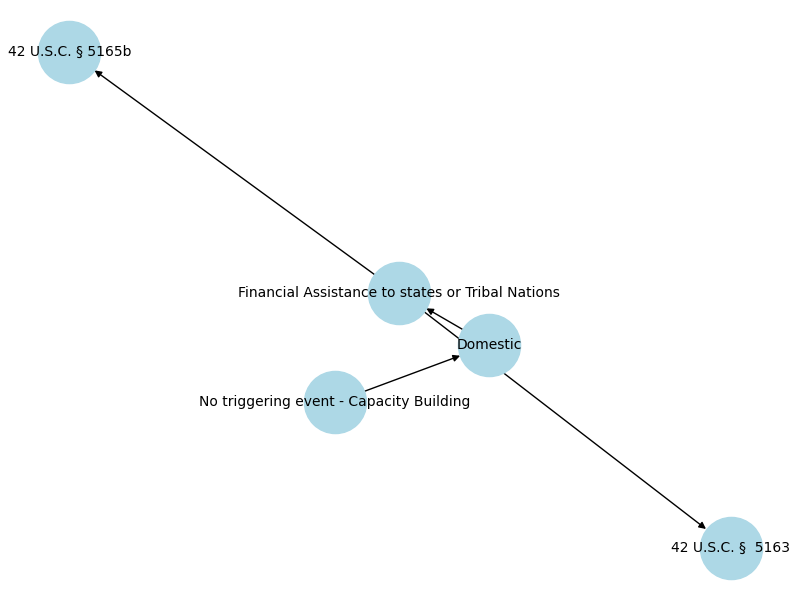 42 U.S.C. § 5165b
Financial Assistance to states or Tribal Nations
Domestic
No triggering event - Capacity Building
42 U.S.C. §  5163